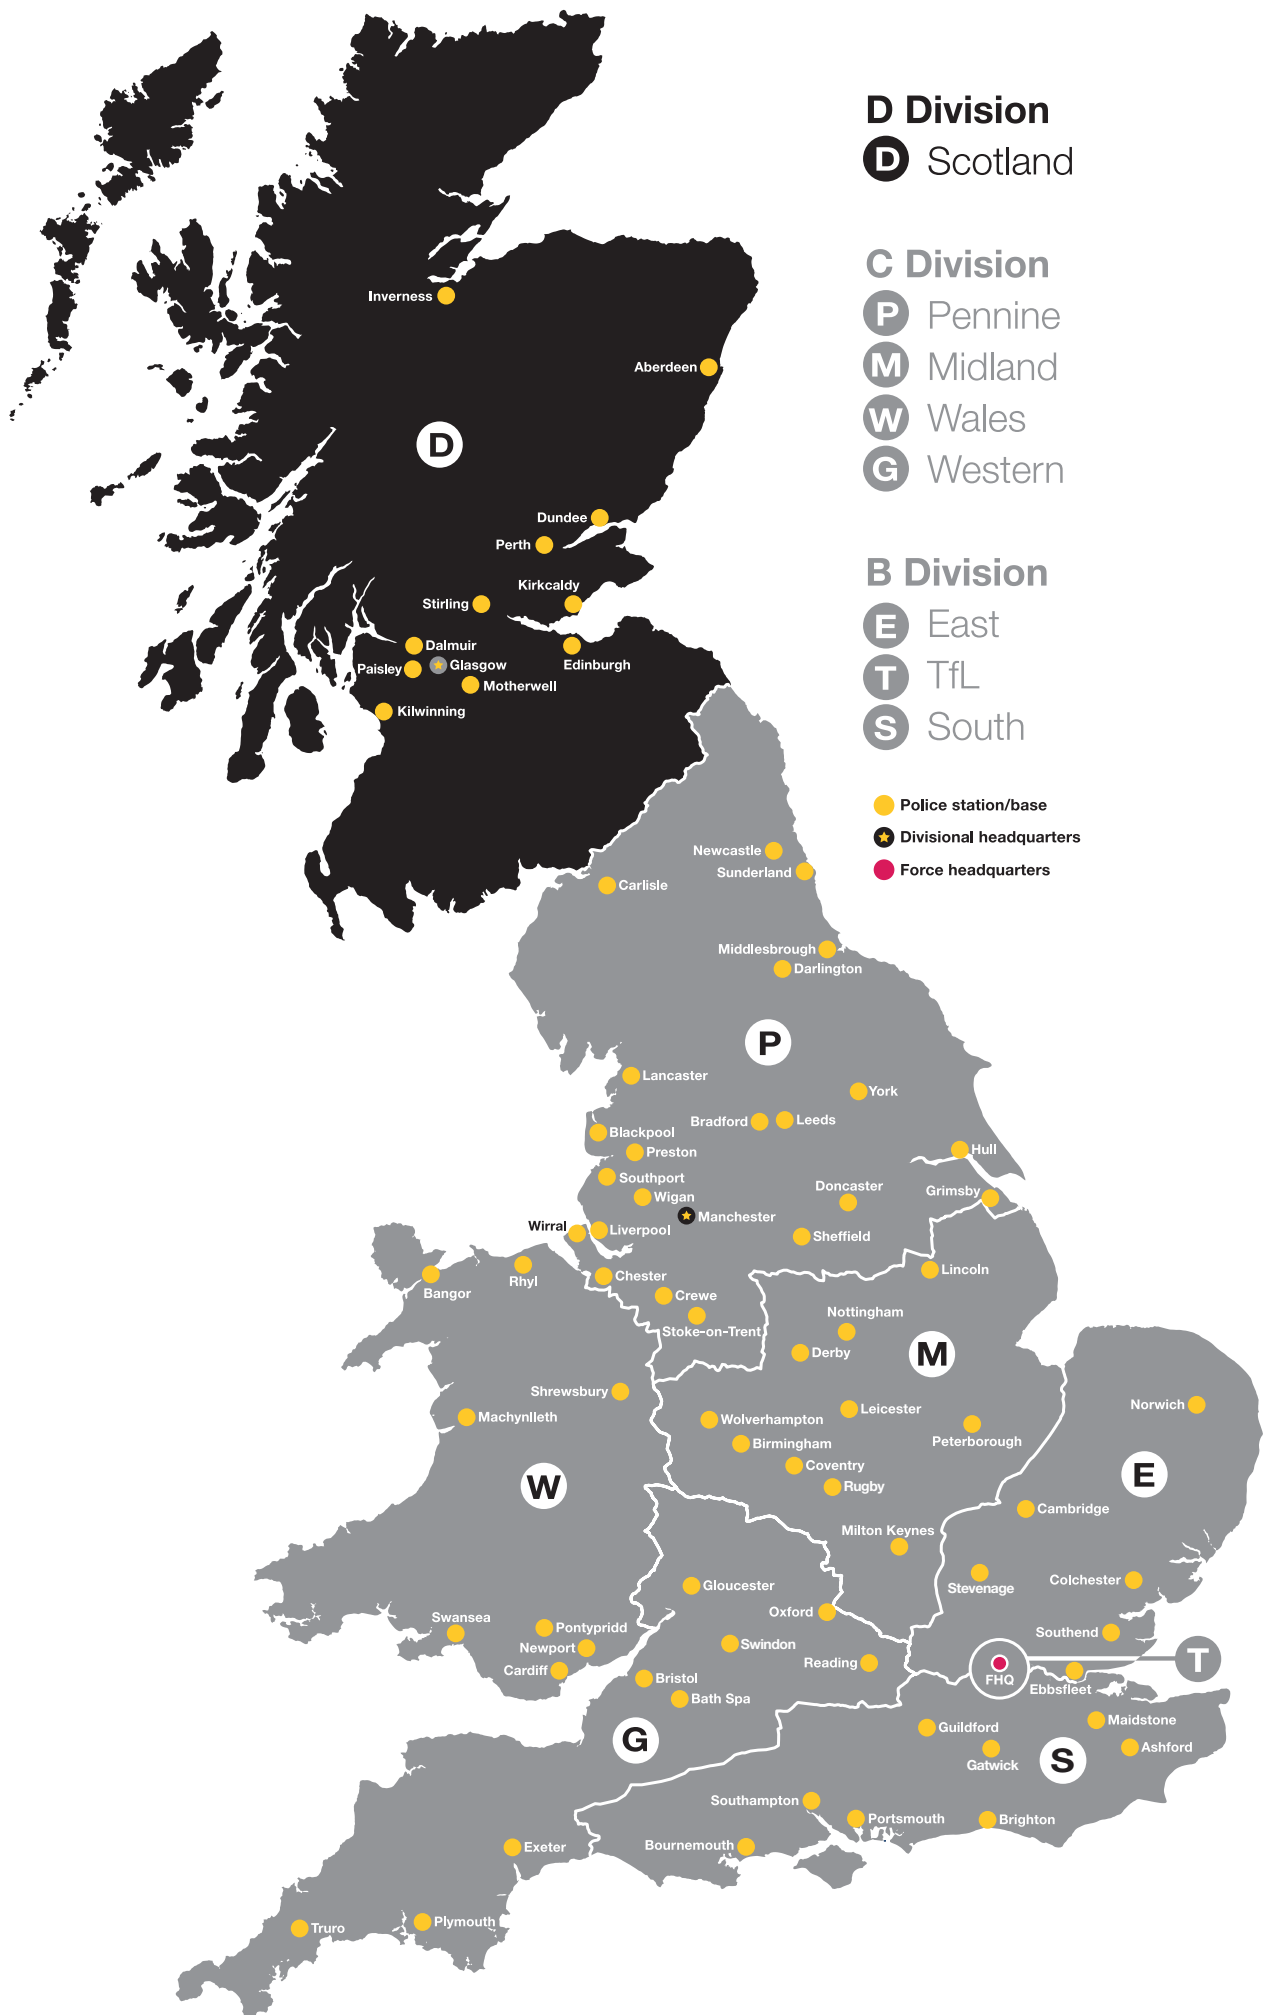 D Division
D Scotland
C Division
P Pennine
M Midland
W Wales
G Western
B Division
E East
T TfL
S South
Police station/base
Divisional headquarters
Force headquarters
Inverness
Aberdeen
D
Dundee
Perth
Kirkcaldy
Stirling
Dalmuir
Edinburgh
Paisley
Glasgow
Motherwell
Kilwinning
Newcastle
Sunderland
Carlisle
Middlesbrough
Darlington
P
Lancaster
York
Bradford
Leeds
Blackpool
Preston
Hull
Southport
Wigan
Doncaster
Grimsby
Manchester
Wirral
Liverpool
Sheffield
Lincoln
Chester
Rhyl
Bangor
Crewe
Stoke-on-Trent
Nottingham
Derby
M
Shrewsbury
Machynlleth
Norwich
Leicester
Wolverhampton
Peterborough
Birmingham
Coventry
E
W
Rugby
Cambridge
Milton Keynes
Stevenage
Colchester
Gloucester
Oxford
Swansea
Pontypridd
Southend
Newport
Swindon
T
Cardiff
Reading
FHQ
Ebbsfleet
Bristol
Bath Spa
Maidstone
Guildford
G
Ashford
Gatwick
S
Southampton
Portsmouth
Brighton
Bournemouth
Exeter
Plymouth
Truro